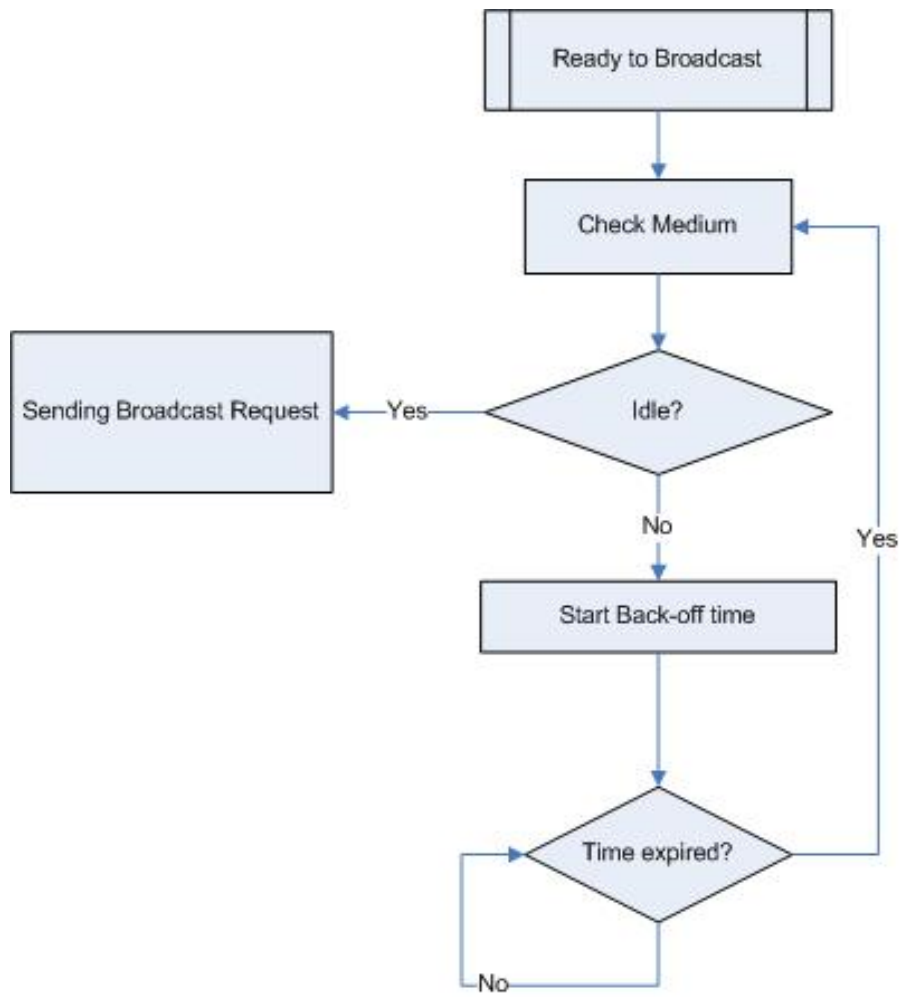 Ready to Broadcast
Check Medium
Idle?
Yes
Sending Broadcast Request
No
Start Back-off time
Yes
Time expired?
No